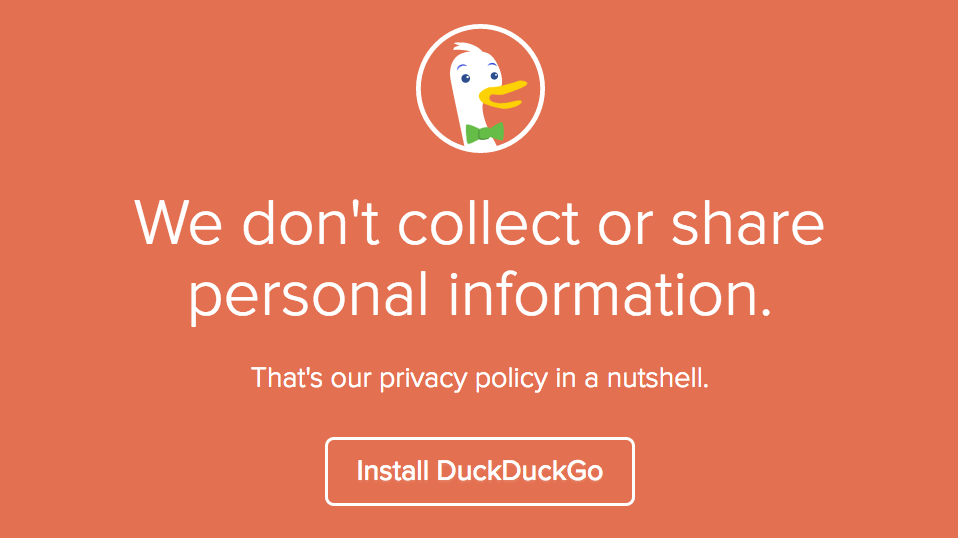 We don't collect or share
personal information.
That's our privacy policy in a nutshell.
Install DuckDuckGo